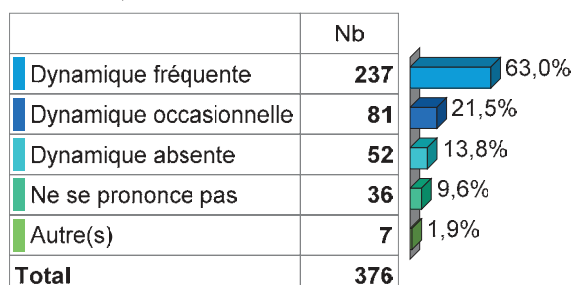 Nb
Dynamique fréquente 237 63,0%
Dynamique occasionnelle 81 21,5%
Dynamique absente 52 13,8%
Ne se prononce pas 36 9,6%
Autre(s) 7 1,9%
Total 376